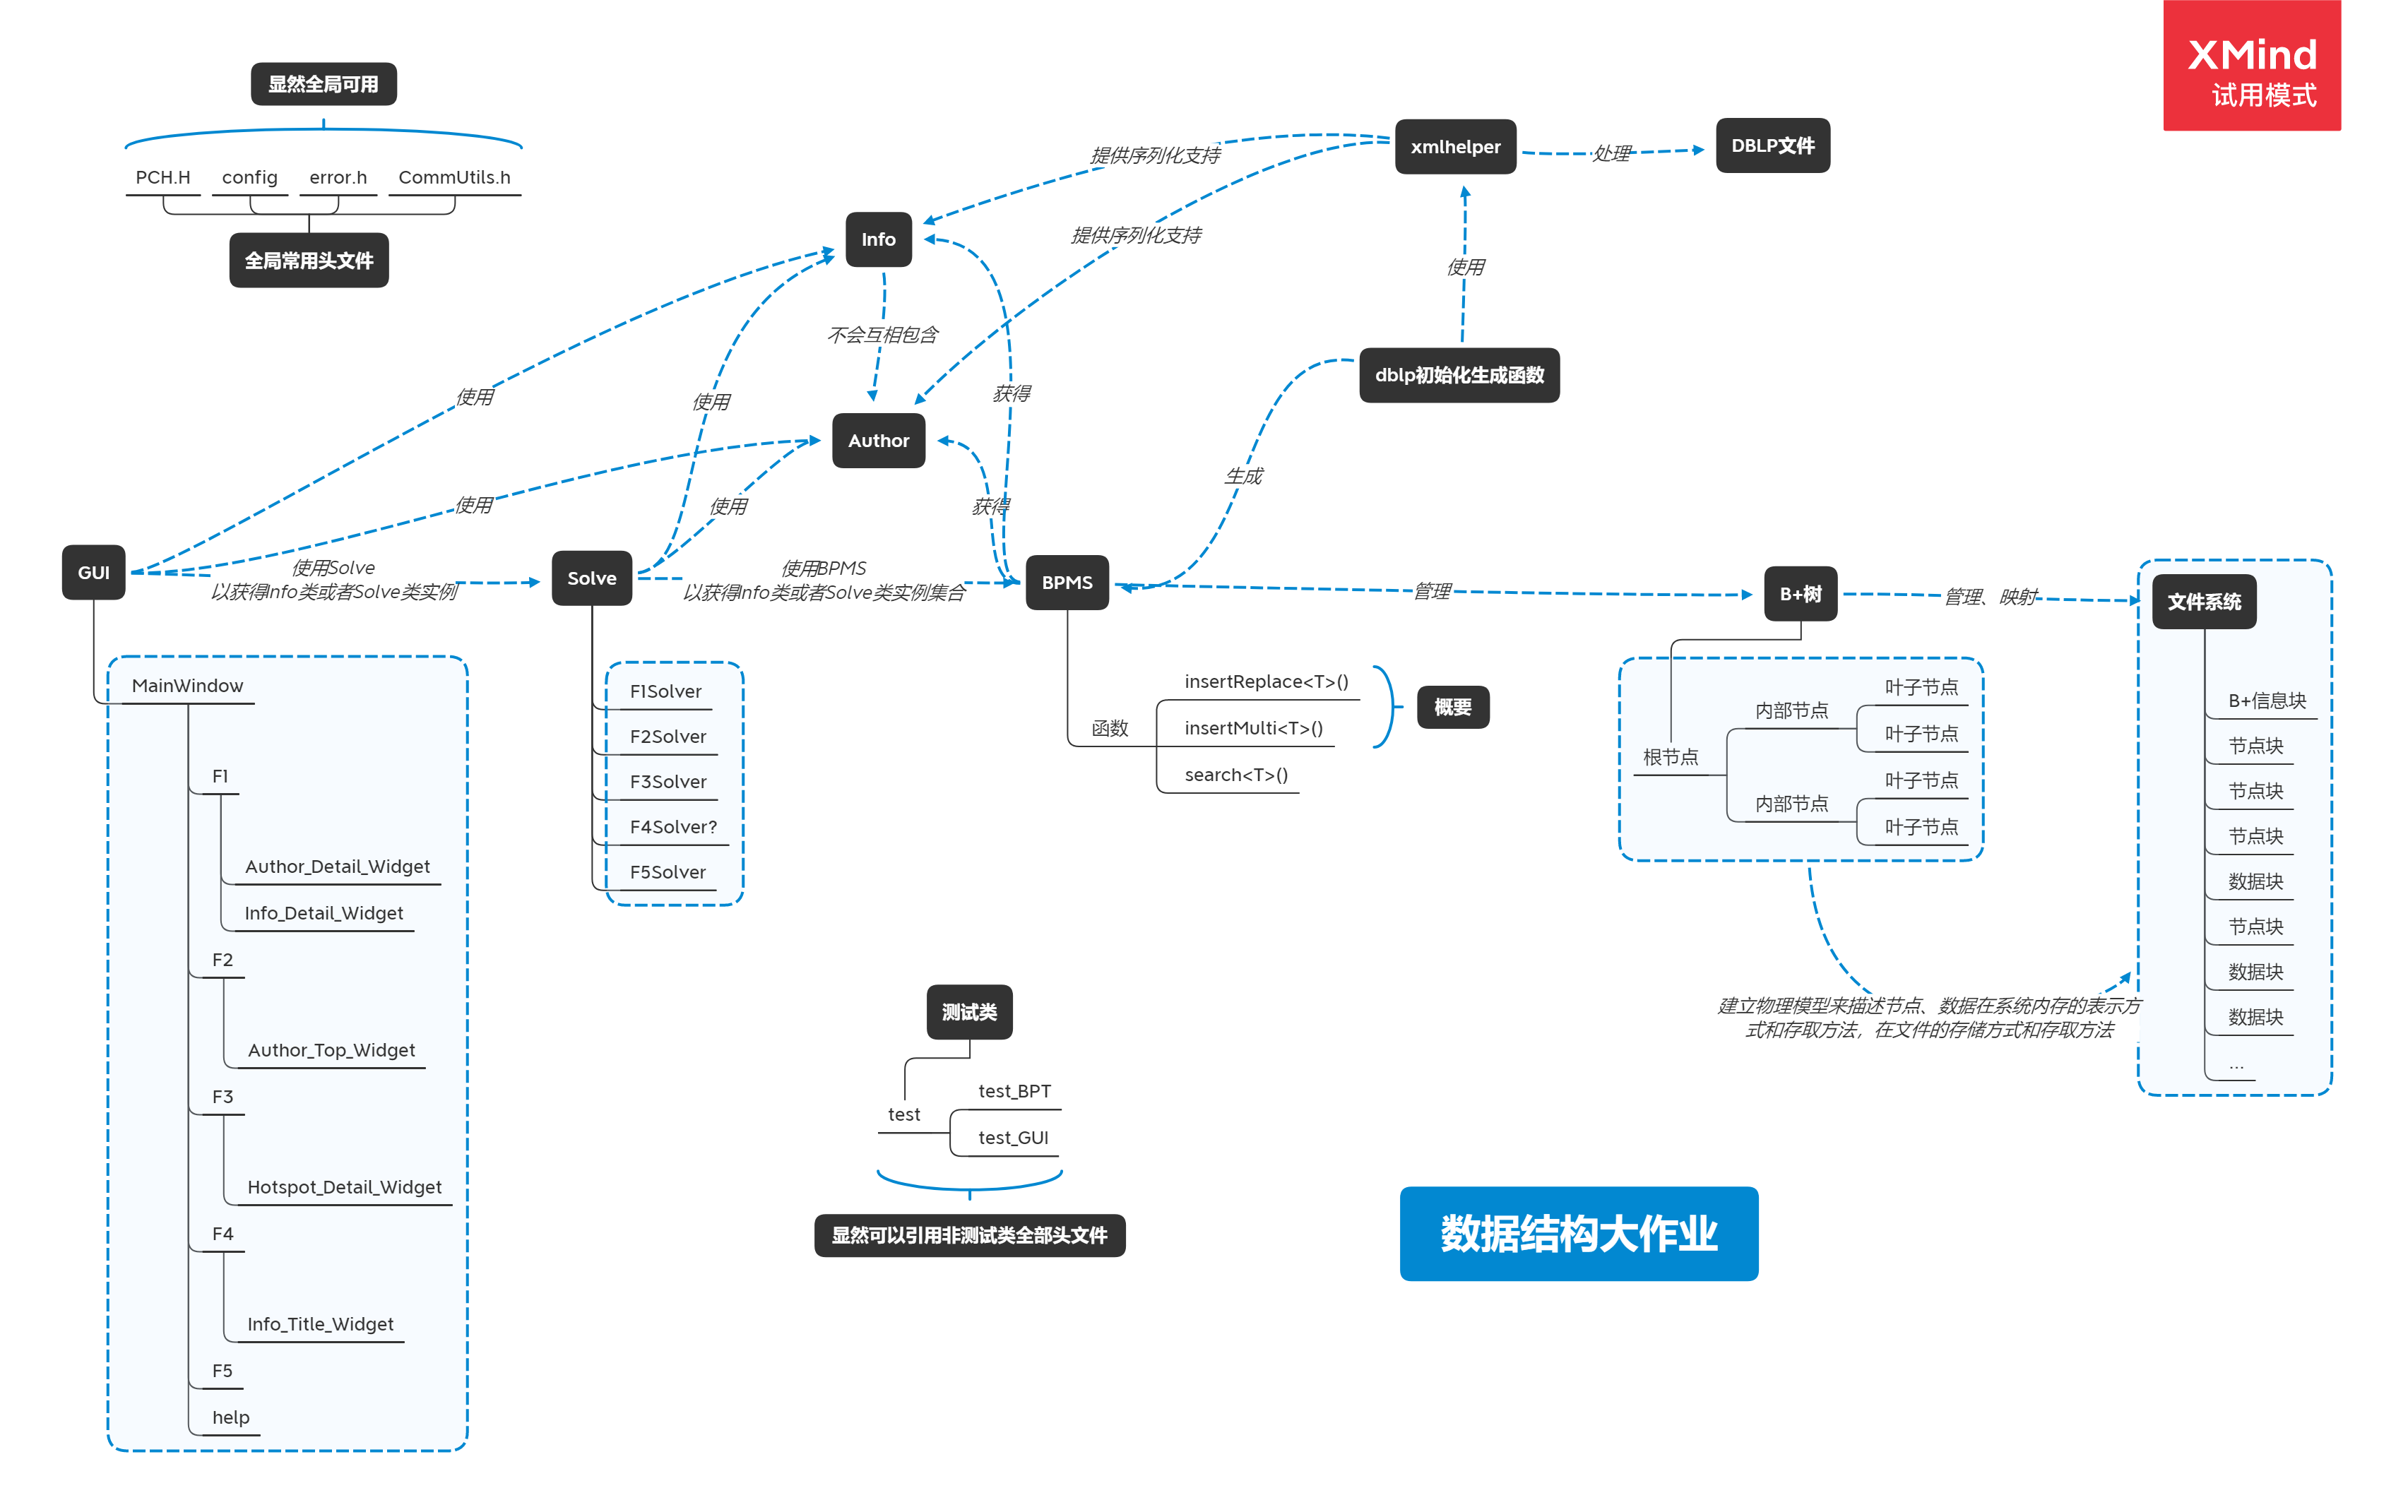 XMind
试用模式
显然全局可用
PCH.H
config
error.h
CommUtils.h
全局常用头文件
xmlhelper
处理
DBLP文件
提供序列化支持
提供序列化支持
Info
使用
不会互相包含
dblp初始化生成函数
使用
使用
获得
Author
生成
使用
使用
获得
GUI
使用Solve
以获得Info类或者Solve类实例
Solve
使用BPMS
以获得Info类或者Solve类实例集合
BPMS
管理
B+树
管理、映射
文件系统
MainWindow
F1
Author_Detail_Widget
Info_Detail_Widget
F2
Author_Top_Widget
F3
Hotspot_Detail_Widget
F4
Info_Title_Widget
F5
help
F1Solver
F2Solver
F3Solver
F4Solver?
F5Solver
函数
insertReplace<T>()
insertMulti<T>()
search<T>()
概要
根节点
内部节点
叶子节点
叶子节点
内部节点
叶子节点
叶子节点
B+信息块
节点块
节点块
节点块
数据块
节点块
数据块
数据块
...
建立物理模型来描述节点、数据在系统内存的表示方
式和存取方法，在文件的存储方式和存取方法
测试类
test
test_BPT
test_GUI
显然可以引用非测试类全部头文件
数据结构大作业